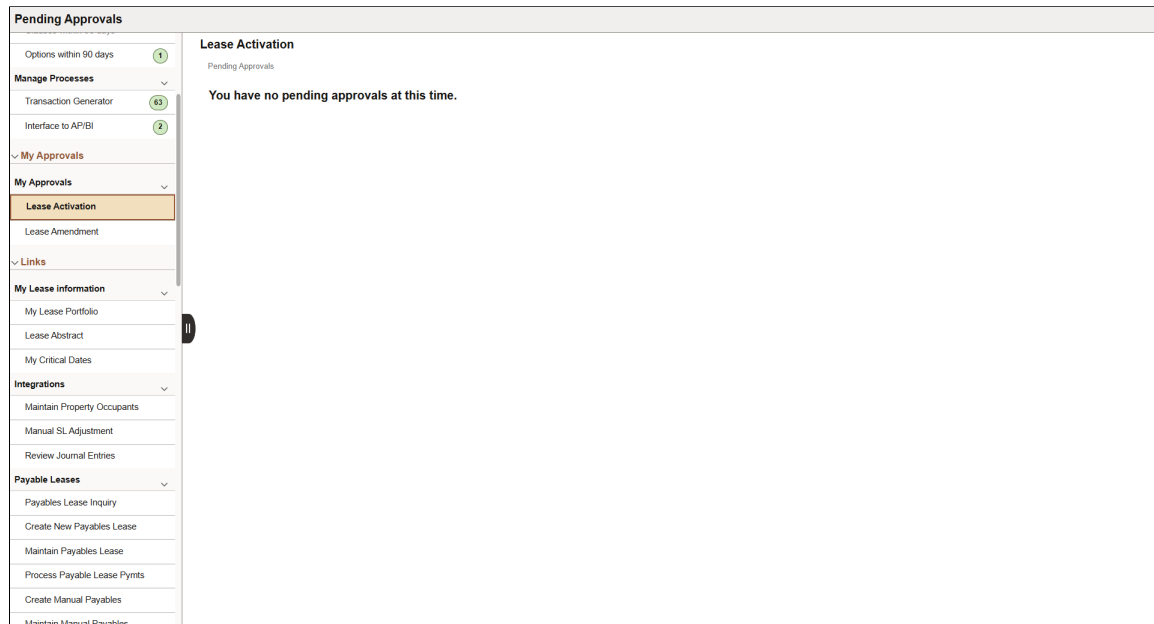 Pending Approvals
Options within 90 days 1
Manage Processes
Transaction Generator 63
Interface to AP/BI 2
My Approvals
My Approvals
Lease Activation
Lease Amendment
Links
My Lease information
My Lease Portfolio
Lease Abstract
My Critical Dates
Integrations
Maintain Property Occupants
Manual SL Adjustment
Review Journal Entries
Payable Leases
Payables Lease Inquiry
Create New Payables Lease
Maintain Payables Lease
Process Payable Lease Pymts
Create Manual Payables
Maintain Manual Payables
Lease Activation
Pending Approvals
You have no pending approvals at this time.